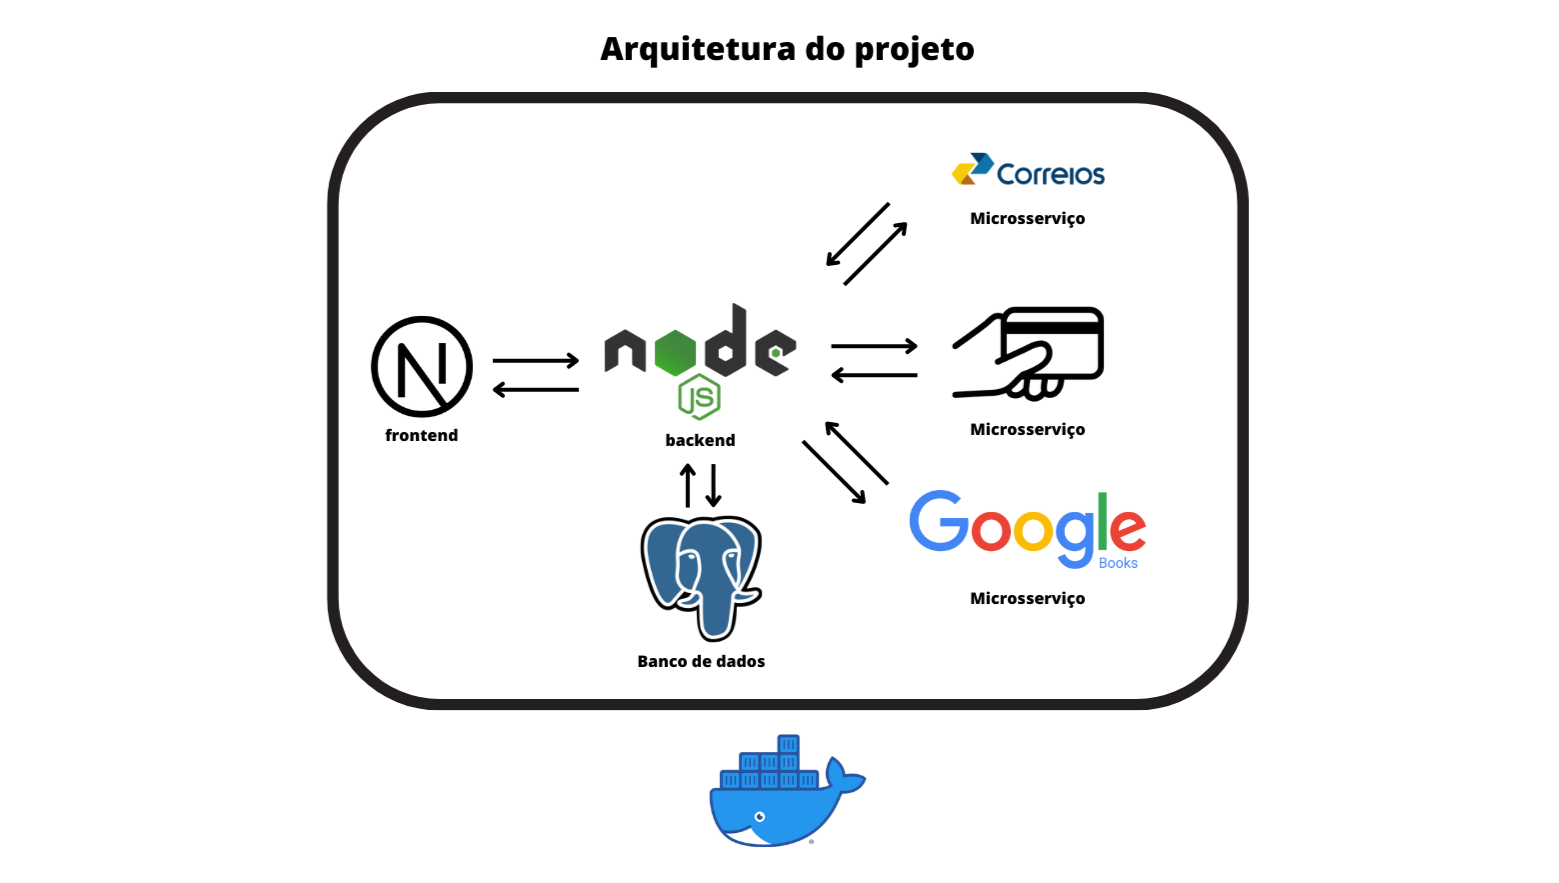 Arquitetura do projeto
Correios
Microsserviço
node
JS
frontend
backend
Microsserviço
Google
Books
Microsserviço
Banco de dados